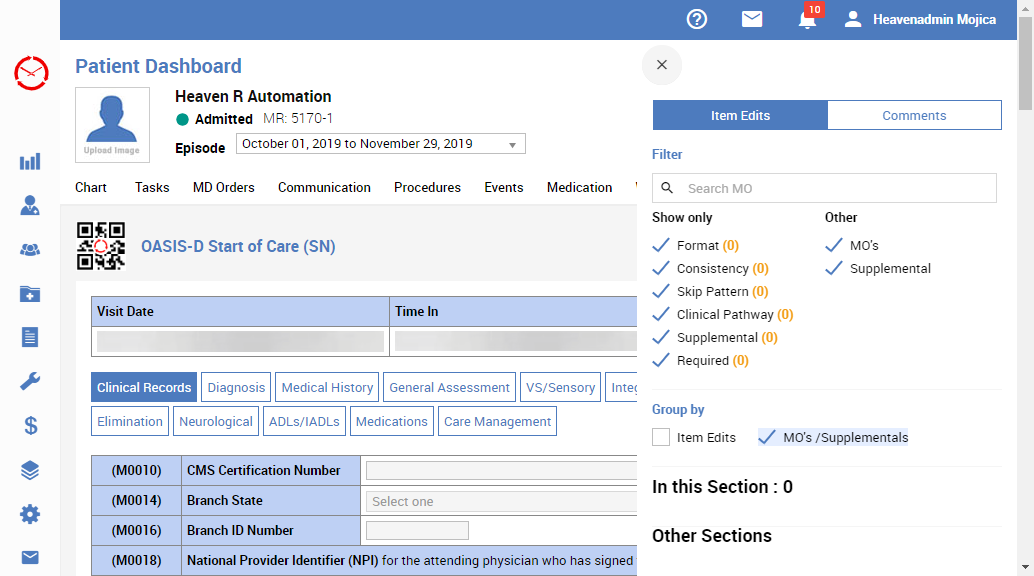 10
Heavenadmin Mojica
Patient Dashboard
Upload Image
Heaven R Automation
Admitted MR: 5170-1
Episode October 01, 2019 to November 29, 2019
Chart Tasks MD Orders Communication Procedures Events Medication
OASIS-D Start of Care (SN)
Visit Date Time In
Clinical Records Diagnosis Medical History General Assessment VS/Sensory
Elimination Neurological ADLs/IADLs Medications Care Management
(M0010) CMS Certification Number
(M0014) Branch State Select one
(M0016) Branch ID Number
(M0018) National Provider Identifier (NPI) for the attending physician who has signed
Item Edits Comments
Filter
Search MO
Show only Other
Format (0) MO's
Consistency (0) Supplemental
Skip Pattern (0)
Clinical Pathway (0)
Supplemental (0)
Required (0)
Group by
Item Edits MO's /Supplementals
In this Section : 0
Other Sections